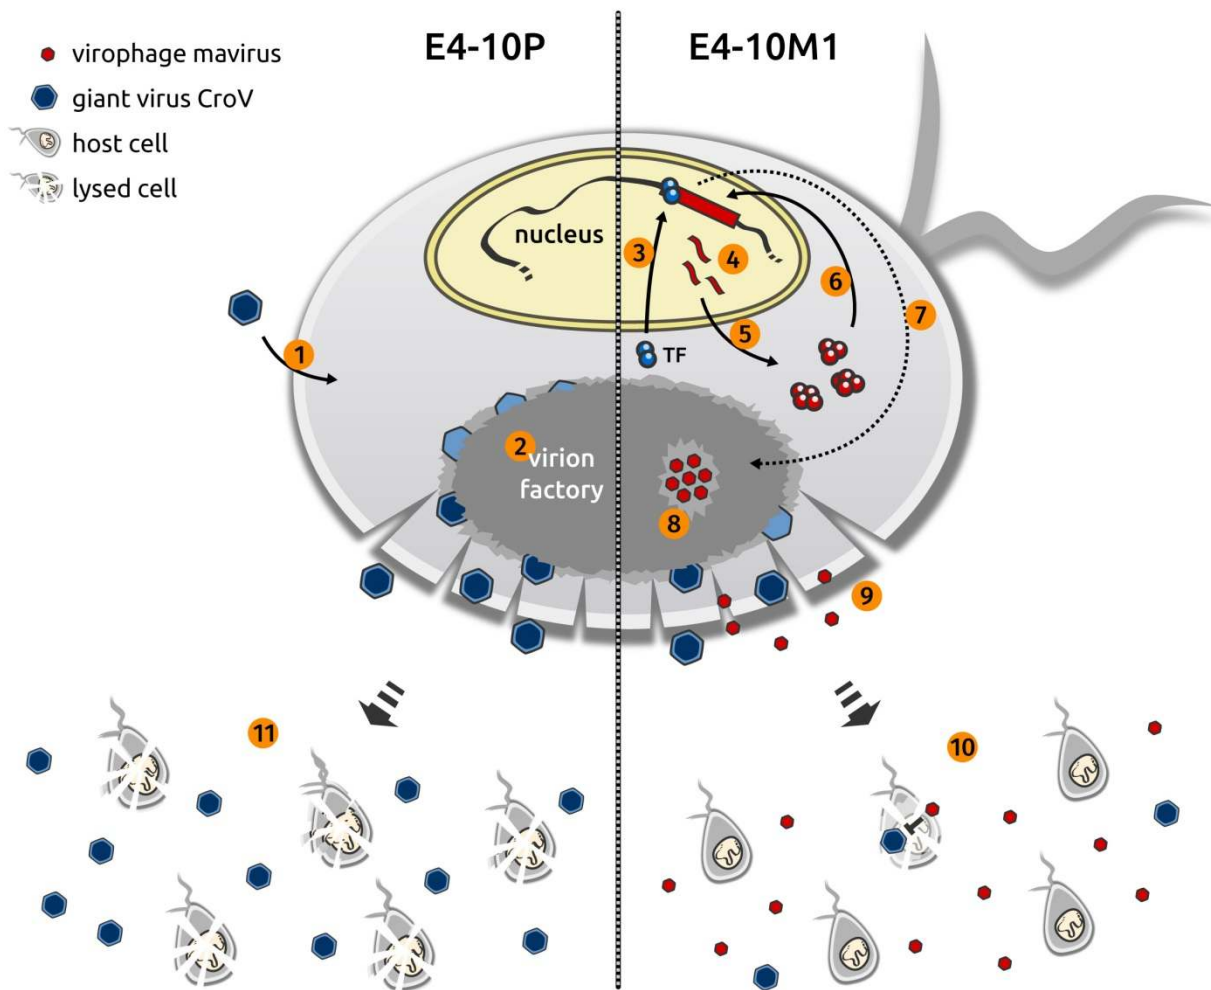 E4-10P
E4-10M1
virophage mavirus
giant virus CroV
host cell
lysed cell
nucleus
3
4
6
7
1
5
TF
2
virion
factory
8
9
11
10